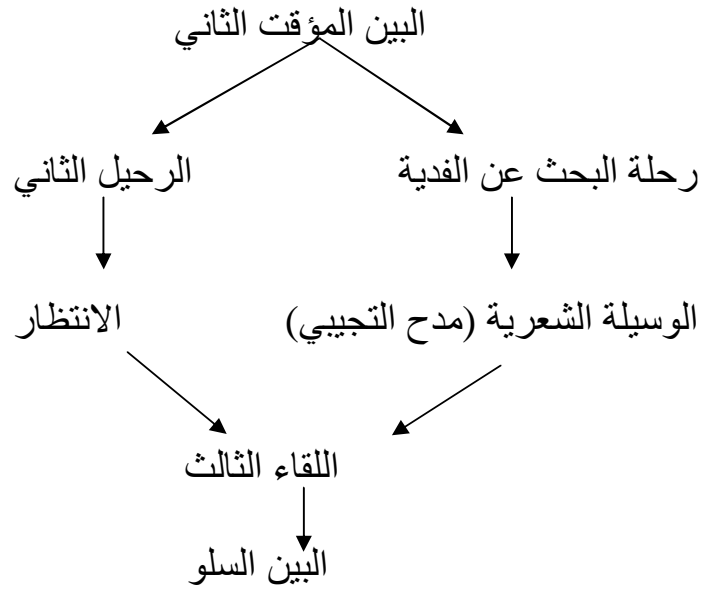 البين المؤقت الثاني
رحلة البحث عن الفدية
الرحيل الثاني
الوسيلة الشعرية (مدح التجيبي)
الانتظار
اللقاء الثالث
البين السلو